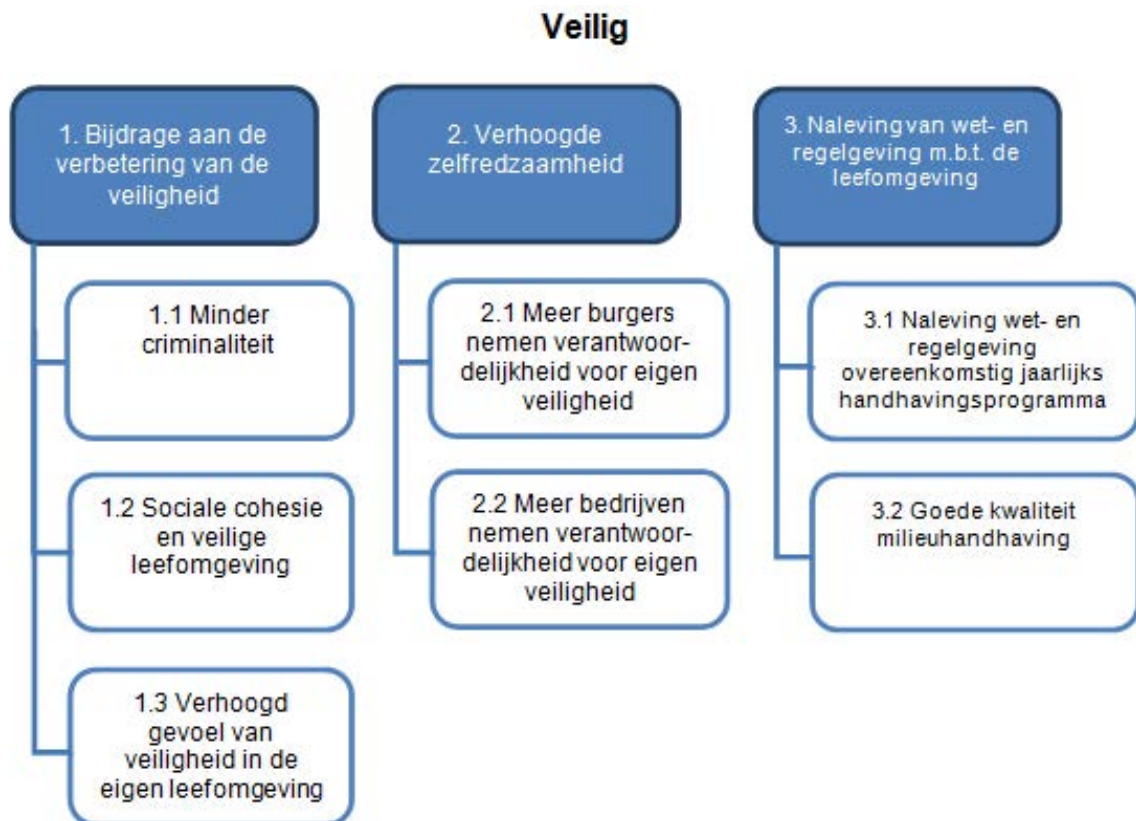 Veilig
1. Bijdrage aan de
verbetering van de
veiligheid
1.1 Minder
criminaliteit
1.2 Sociale cohesie
en veilige
leefomgeving
1.3 Verhoogd
gevoel van
veiligheid in de
eigen leefomgeving
2. Verhoogde
zelfredzaamheid
2.1 Meer burgers
nemen verantwoor-
delijkheid voor eigen
veiligheid
2.2 Meer bedrijven
nemen verantwoor-
delijkheid voor eigen
veiligheid
3. Naleving van wet- en
regelgeving m.b.t. de
leefomgeving
3.1 Naleving wet- en
regelgeving
overeenkomstig jaarlijks
handhavingsprogramma
3.2 Goede kwaliteit
milieuhandhaving